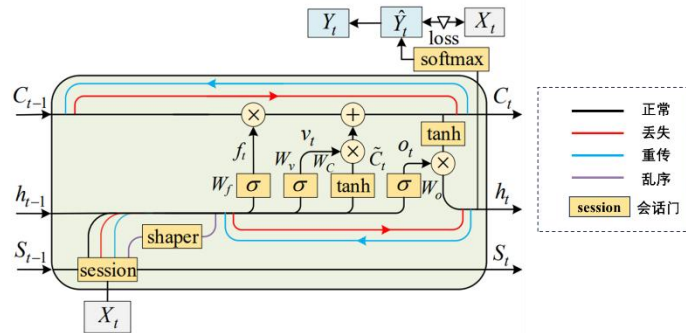 Y_t Ŷ_t loss X_t
softmax
C_{t-1} C_t
tanh
v_t
f_t o_t
W_v W_C C̃_t
W_f σ σ tanh σ W_o
h_{t-1} h_t
shaper
S_{t-1} session S_t
X_t
正常
丢失
重传
乱序
session 会话门